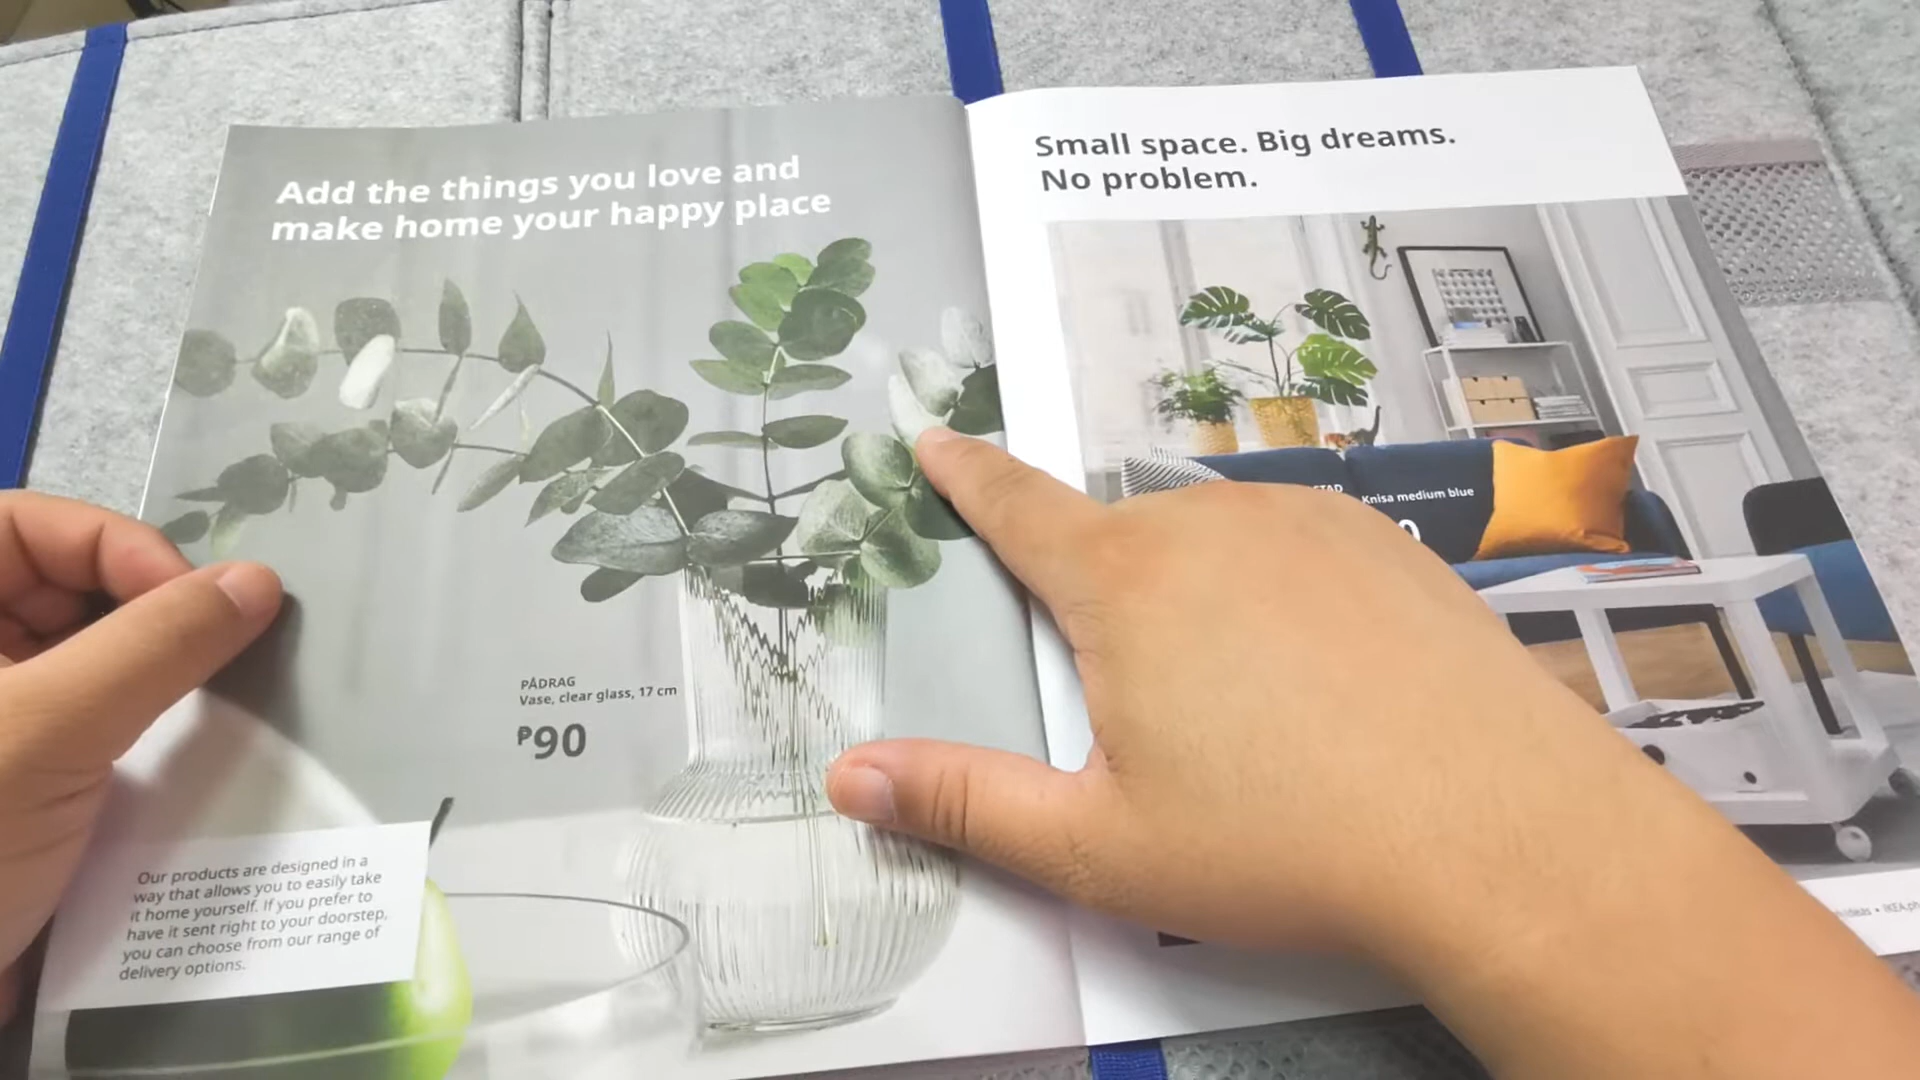 Add the things you love and
make home your happy place
PÅDRAG
Vase, clear glass, 17 cm
₱90
Our products are designed in a
way that allows you to easily take
it home yourself. If you prefer to
have it sent right to your doorstep,
you can choose from our range of
delivery options.
Small space. Big dreams.
No problem.
Knisa medium blue